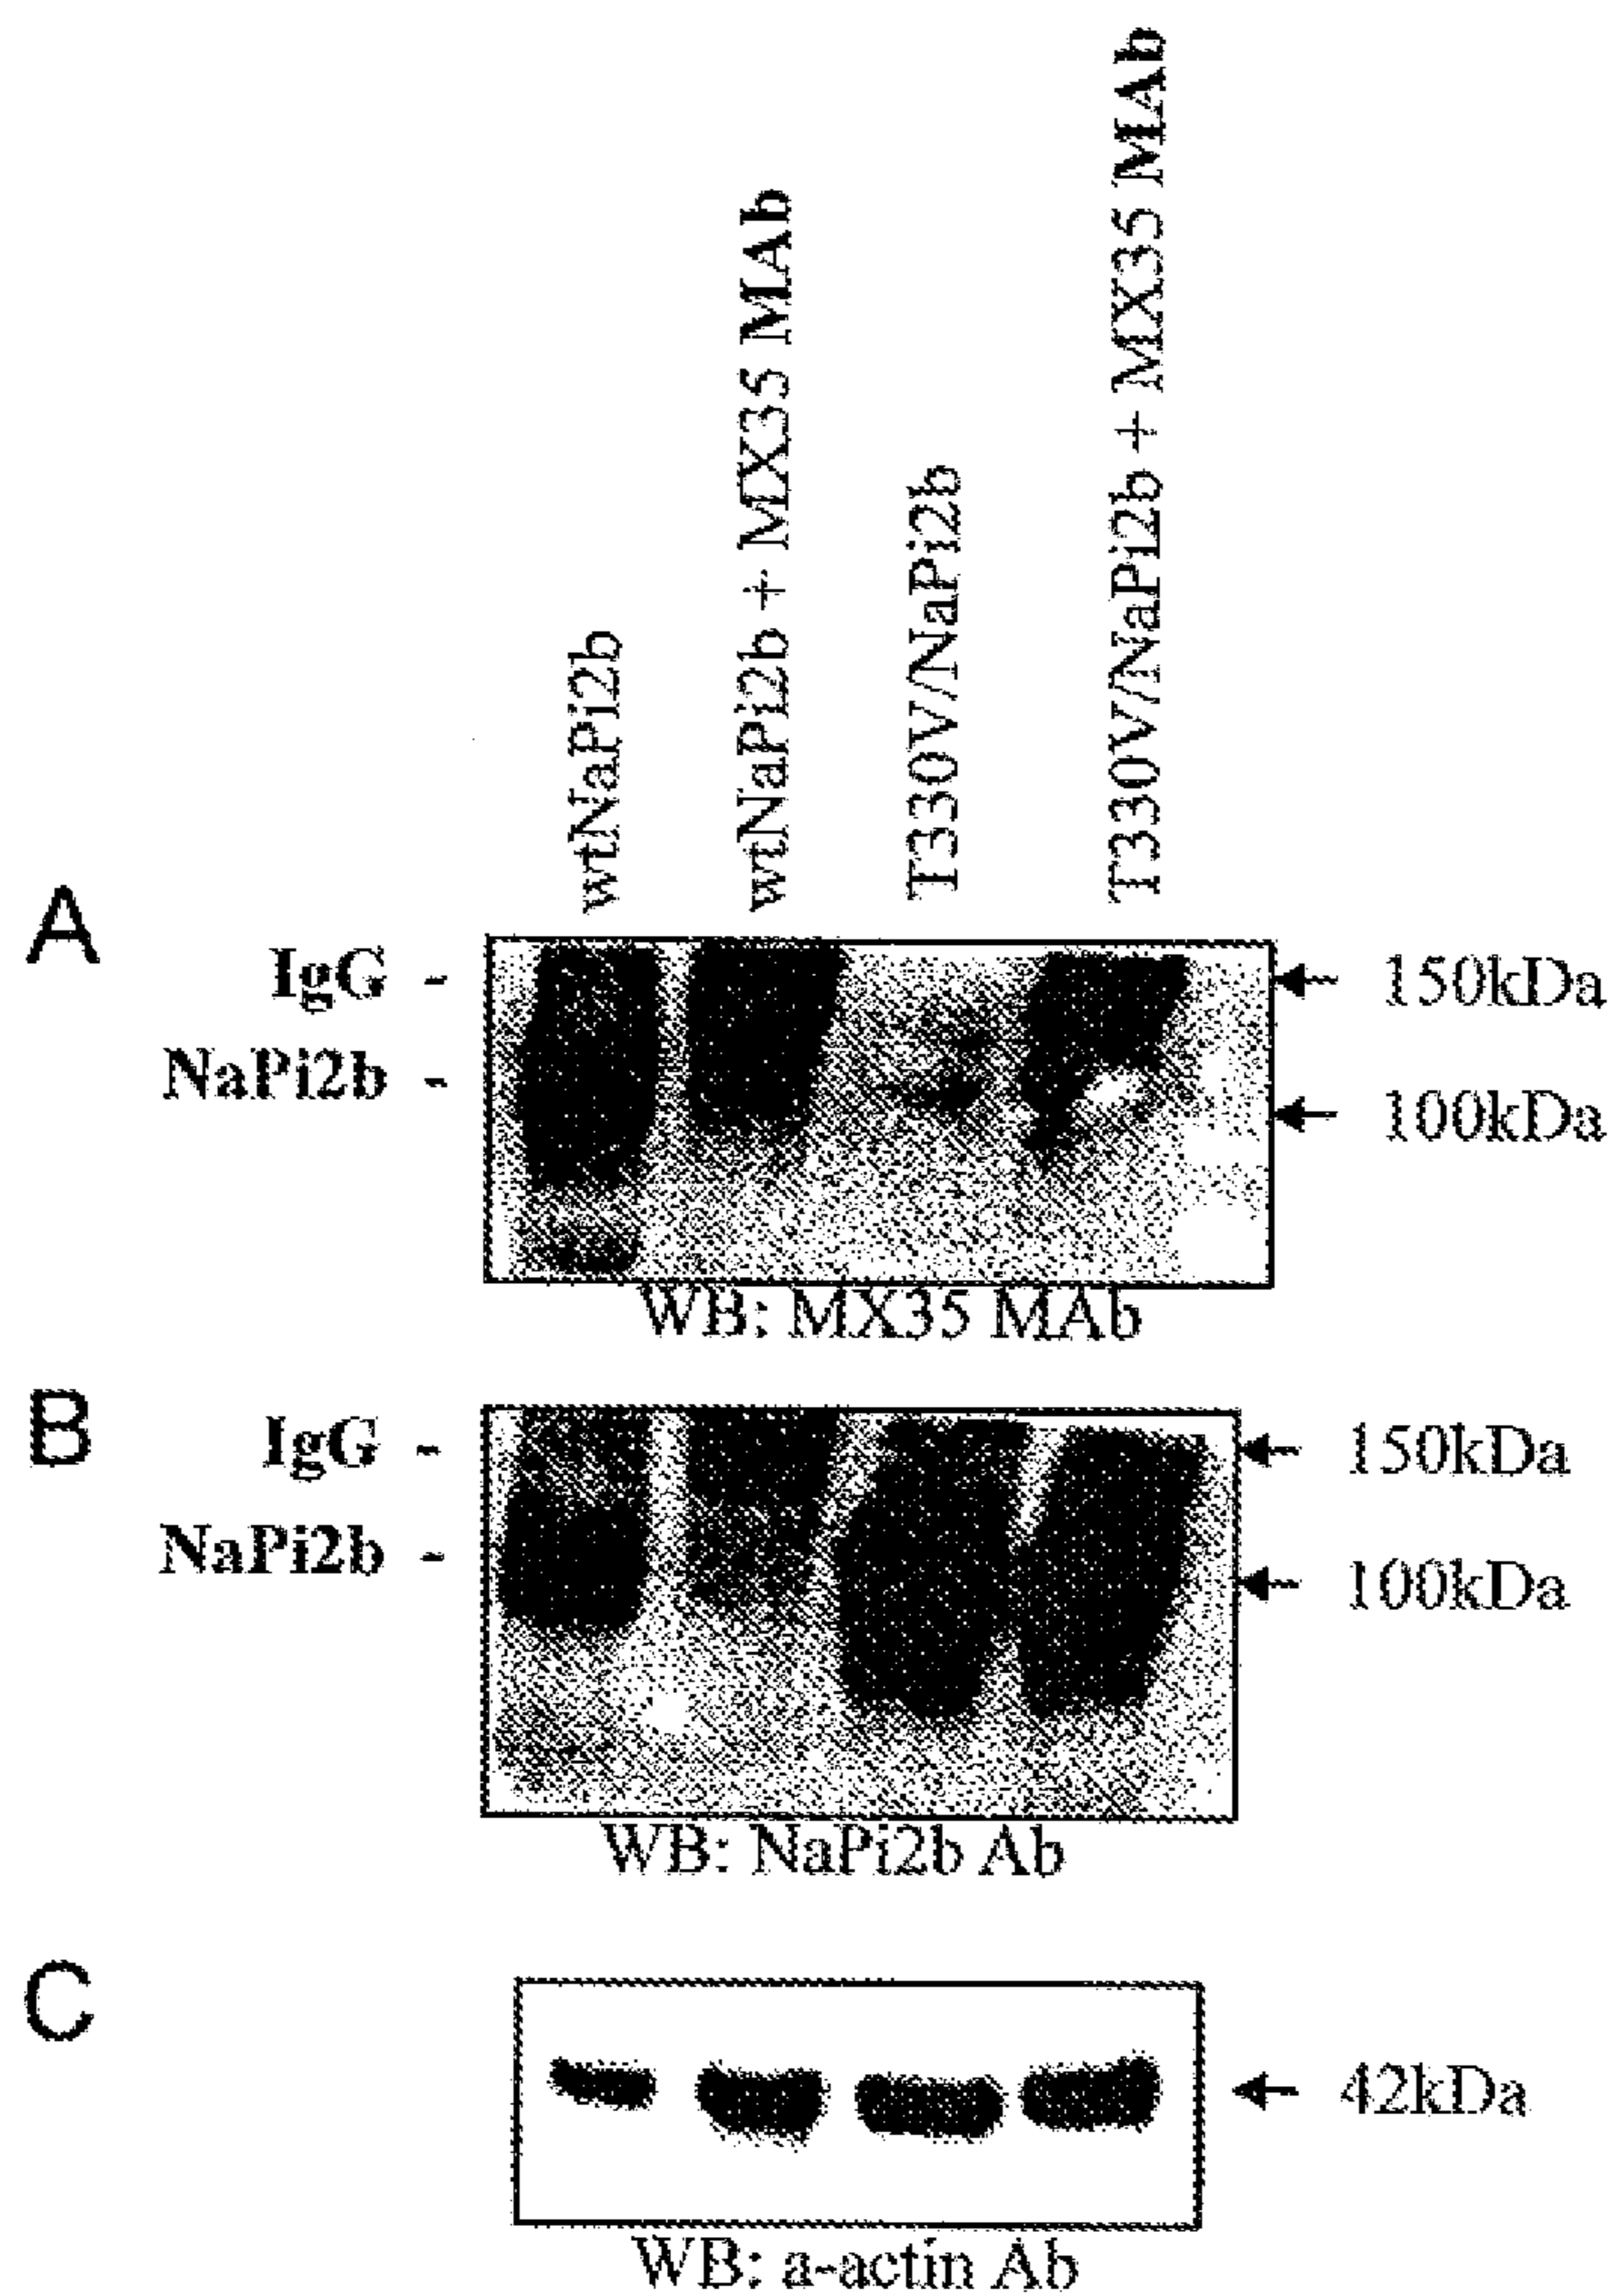 wtNaPi2b
wtNaPi2b + MX35 MAb
T330V/NaPi2b
T330V/NaPi2b + MX35 MAb
A
IgG -
150kDa
NaPi2b -
100kDa
WB: MX35 MAb
B
IgG -
150kDa
NaPi2b -
100kDa
WB: NaPi2b Ab
C
42kDa
WB: a-actin Ab